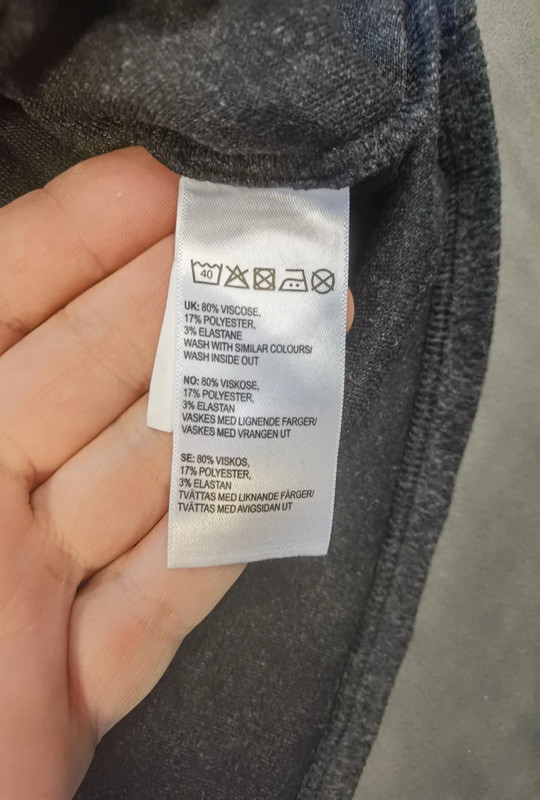 40
UK: 80% VISCOSE,
17% POLYESTER,
3% ELASTANE
WASH WITH SIMILAR COLOURS/
WASH INSIDE OUT
NO: 80% VISKOSE,
17% POLYESTER,
3% ELASTAN
VASKES MED LIGNENDE FARGER/
VASKES MED VRANGEN UT
SE: 80% VISKOS,
17% POLYESTER,
3% ELASTAN
TVÄTTAS MED LIKNANDE FÄRGER/
TVÄTTAS MED AVIGSIDAN UT